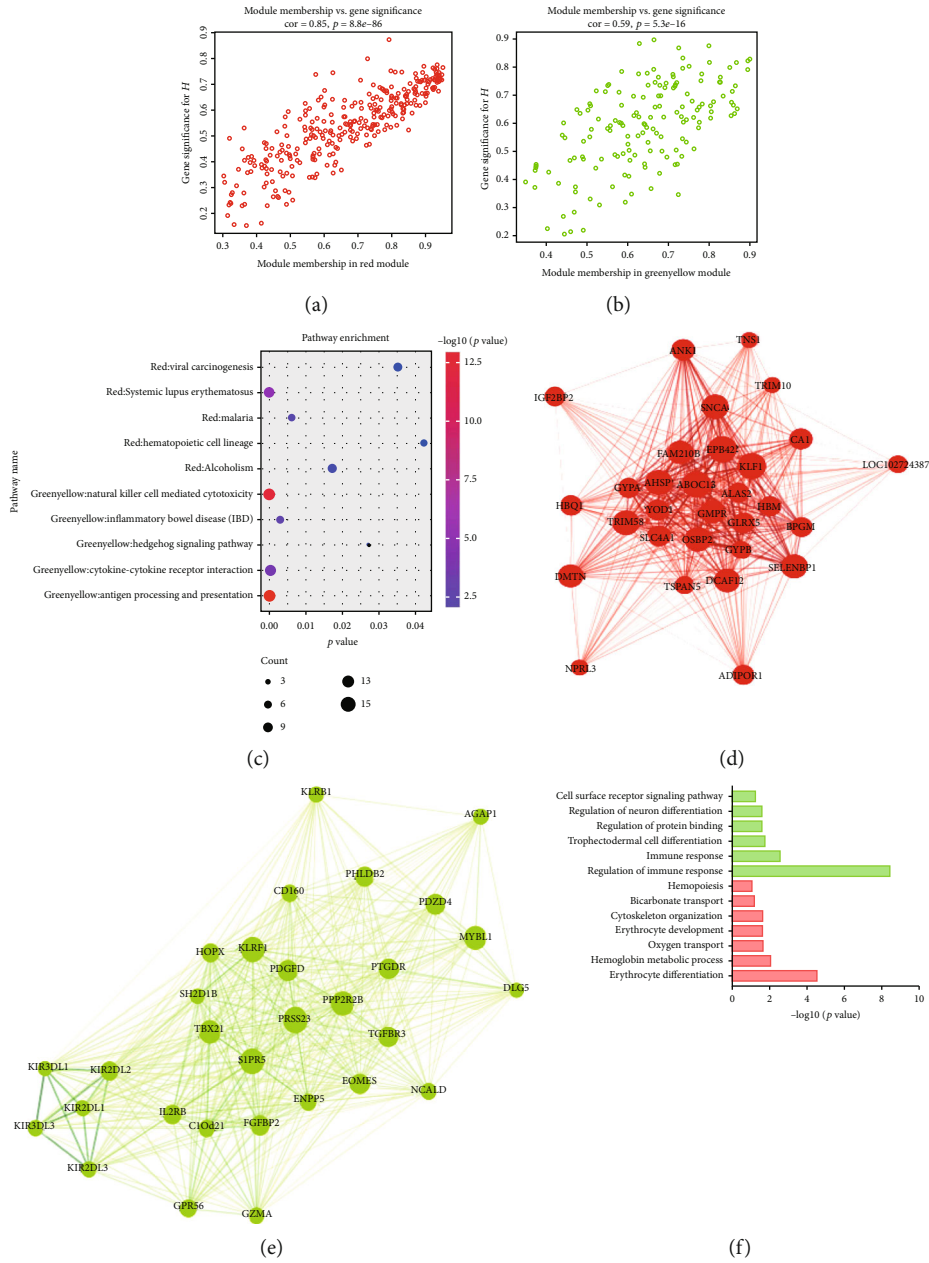 Module membership vs. gene significance
cor = 0.85, p = 8.8e–86
Gene significance for H
0.9
0.8
0.7
0.6
0.5
0.4
0.3
0.2
0.3 0.4 0.5 0.6 0.7 0.8 0.9
Module membership in red module
(a)
Module membership vs. gene significance
cor = 0.59, p = 5.3e–16
Gene significance for H
0.9
0.8
0.7
0.6
0.5
0.4
0.3
0.2
0.4 0.5 0.6 0.7 0.8 0.9
Module membership in greenyellow module
(b)
Pathway enrichment
Pathway name
Red:viral carcinogenesis
Red:Systemic lupus erythematosus
Red:malaria
Red:hematopoietic cell lineage
Red:Alcoholism
Greenyellow:natural killer cell mediated cytotoxicity
Greenyellow:inflammatory bowel disease (IBD)
Greenyellow:hedgehog signaling pathway
Greenyellow:cytokine-cytokine receptor interaction
Greenyellow:antigen processing and presentation
0.00 0.01 0.02 0.03 0.04
p value
–log10 (p value)
12.5
10.0
7.5
5.0
2.5
Count
3
6
9
13
15
(c)
TNS1
ANK1
TRIM10
IGF2BP2
SNCA
CA1
EPB42
FAM210B
LOC102724387
KLF1
AHSP
ABOC13
GYPA
ALAS2
HBQ1
HBM
YOD1
GMPR
TRIM58
GLRX5
BPGM
SLC4A1
OSBP2
GYPB
SELENBP1
DMTN
DCAF12
TSPAN5
NPRL3
ADIPOR1
(d)
KLRB1
AGAP1
PHLDB2
CD160
PDZD4
MYBL1
KLRF1
HOPX
PDGFD
PTGDR
DLG5
SH2D1B
PPP2R2B
PRSS23
TBX21
TGFBR3
S1PR5
KIR3DL1
KIR2DL2
EOMES
NCALD
ENPP5
KIR2DL1
IL2RB
KIR3DL3
C1Od21
FGFBP2
KIR2DL3
GPR56
GZMA
(e)
Cell surface receptor signaling pathway
Regulation of neuron differentiation
Regulation of protein binding
Trophectodermal cell differentiation
Immune response
Regulation of immune response
Hemopoiesis
Bicarbonate transport
Cytoskeleton organization
Erythrocyte development
Oxygen transport
Hemoglobin metabolic process
Erythrocyte differentiation
0 2 4 6 8 10
–log10 (p value)
(f)